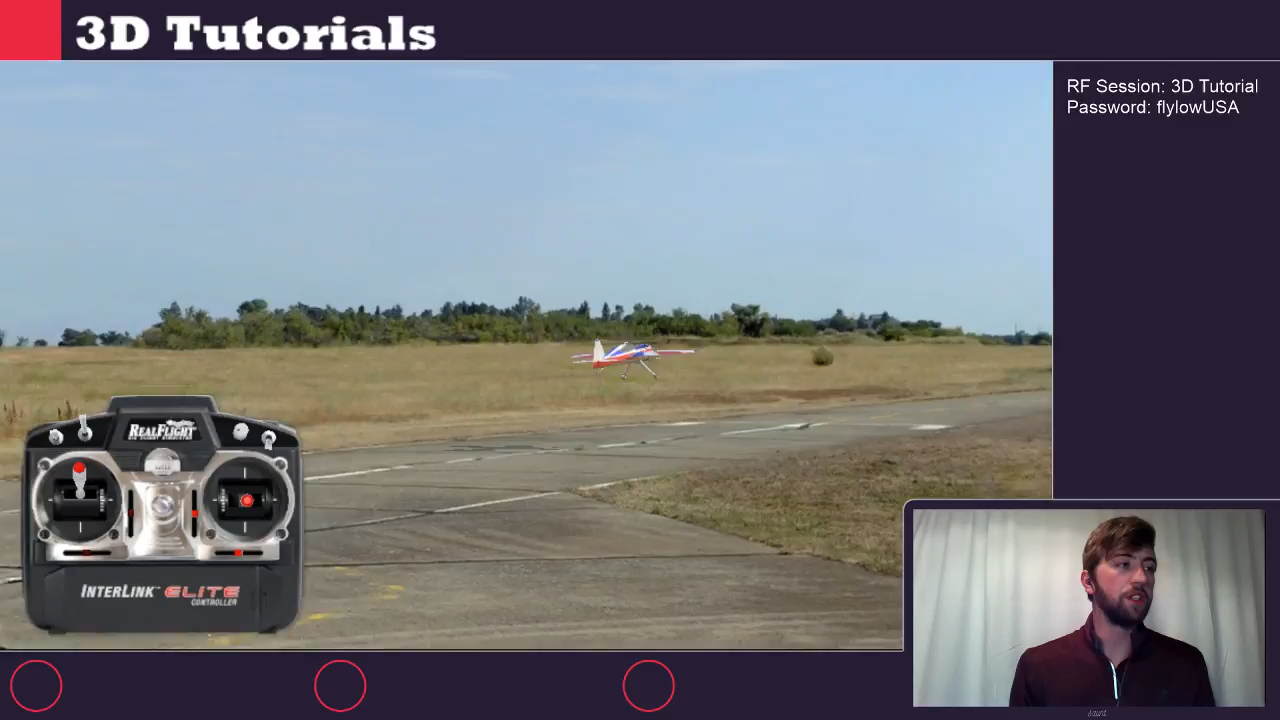 3D Tutorials
RF Session: 3D Tutorial
Password: flylowUSA
REALFLIGHT
INTERLINK ELITE
CONTROLLER